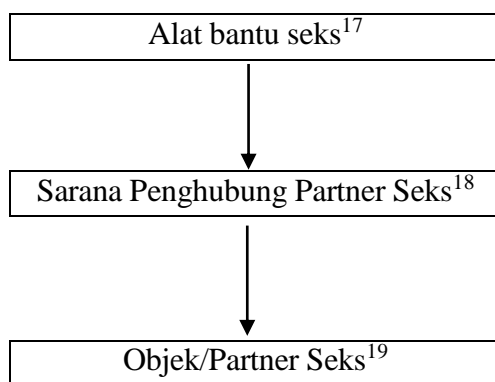 Alat bantu seks17
Sarana Penghubung Partner Seks18
Objek/Partner Seks19